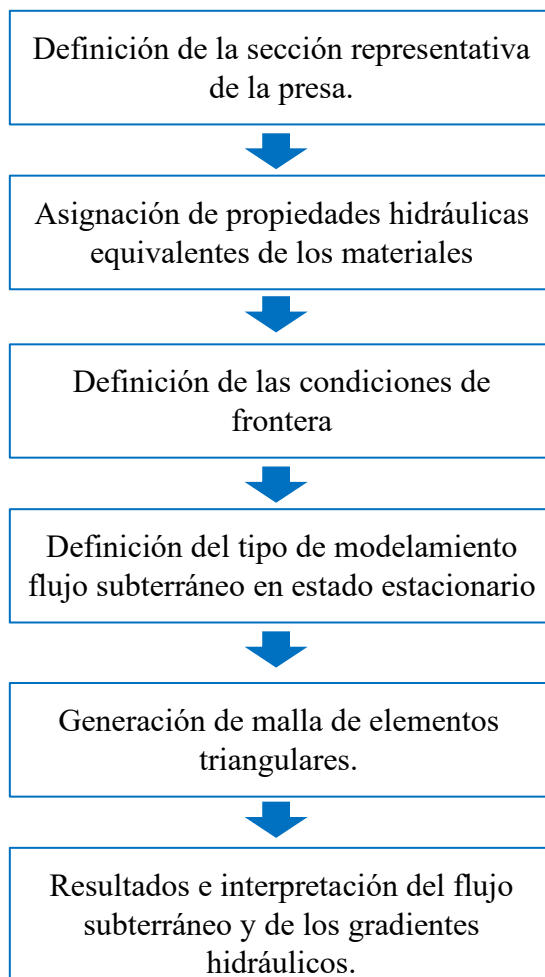 Definición de la sección representativa
de la presa.
Asignación de propiedades hidráulicas
equivalentes de los materiales
Definición de las condiciones de
frontera
Definición del tipo de modelamiento
flujo subterráneo en estado estacionario
Generación de malla de elementos
triangulares.
Resultados e interpretación del flujo
subterráneo y de los gradientes
hidráulicos.